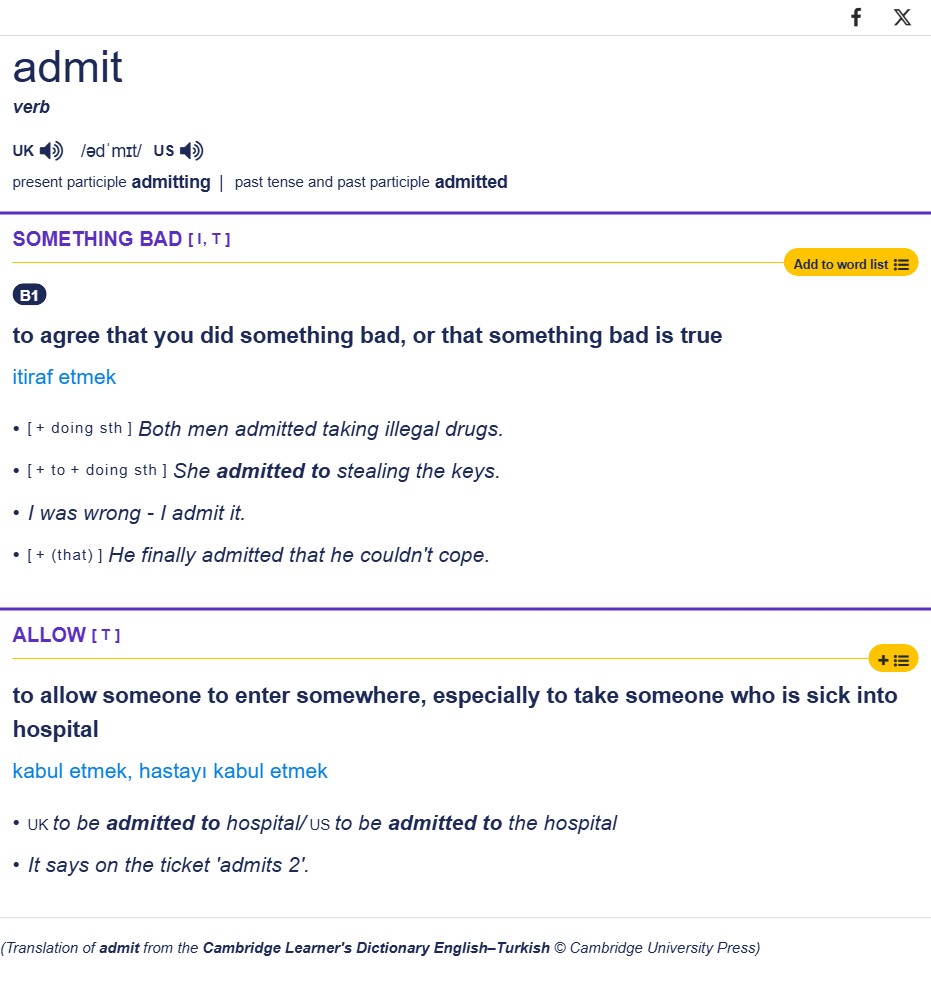 admit
verb
UK /ədˈmɪt/ US
present participle admitting | past tense and past participle admitted
SOMETHING BAD [ I, T ]
Add to word list
B1
to agree that you did something bad, or that something bad is true
itiraf etmek
• [ + doing sth ] Both men admitted taking illegal drugs.
• [ + to + doing sth ] She admitted to stealing the keys.
• I was wrong - I admit it.
• [ + (that) ] He finally admitted that he couldn't cope.
ALLOW [ T ]
to allow someone to enter somewhere, especially to take someone who is sick into
hospital
kabul etmek, hastayı kabul etmek
• UK to be admitted to hospital/ US to be admitted to the hospital
• It says on the ticket 'admits 2'.
(Translation of admit from the Cambridge Learner's Dictionary English–Turkish © Cambridge University Press)